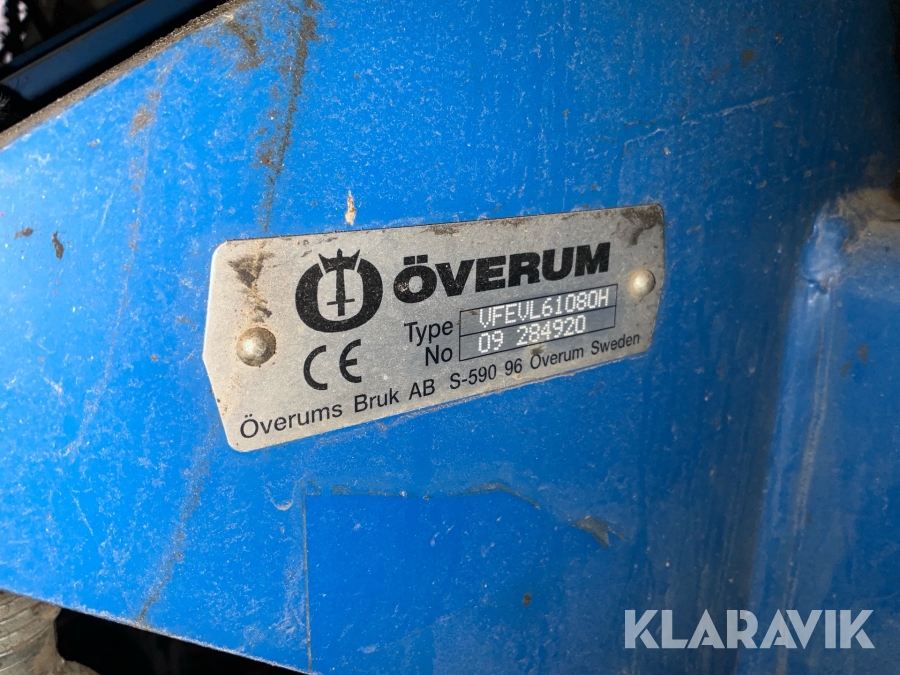 ÖVERUM
Type VFEVL61080H
No 09 284920
CE
Överums Bruk AB S-590 96 Överum Sweden
KLARAVIK